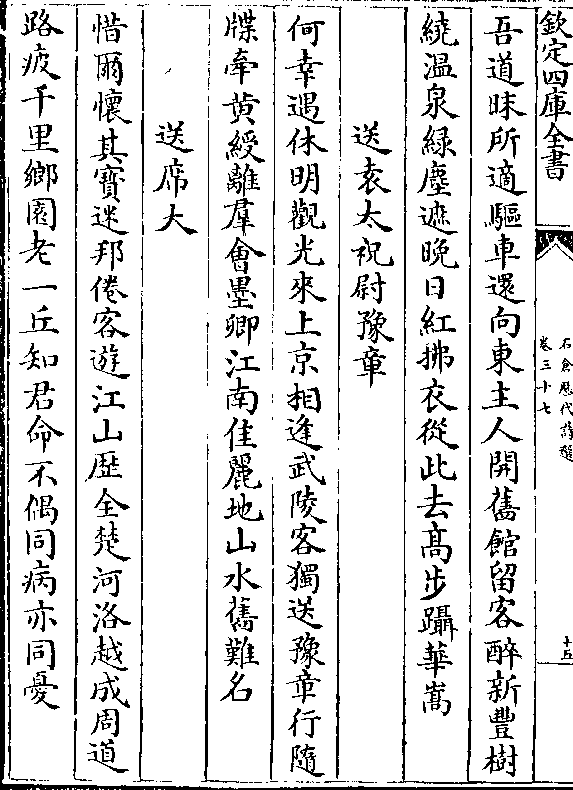 欽定四庫全書
石倉歷代詩選
卷三十七
十五
吾道昧所適驅車還向東主人開舊館留客醉新豐樹
繞溫泉綠塵遮晚日紅拂衣從此去高步躡華嵩
送袁太祝尉豫章
何幸遇休明觀光來上京相逢武陵客獨送豫章行隨
牒牽黃綬離羣會墨卿江南佳麗地山水舊難名
送席大
惜爾懷其寶迷邦倦客遊江山歷全楚河洛越成周道
路疲千里鄉園老一丘知君命不偶同病亦同憂